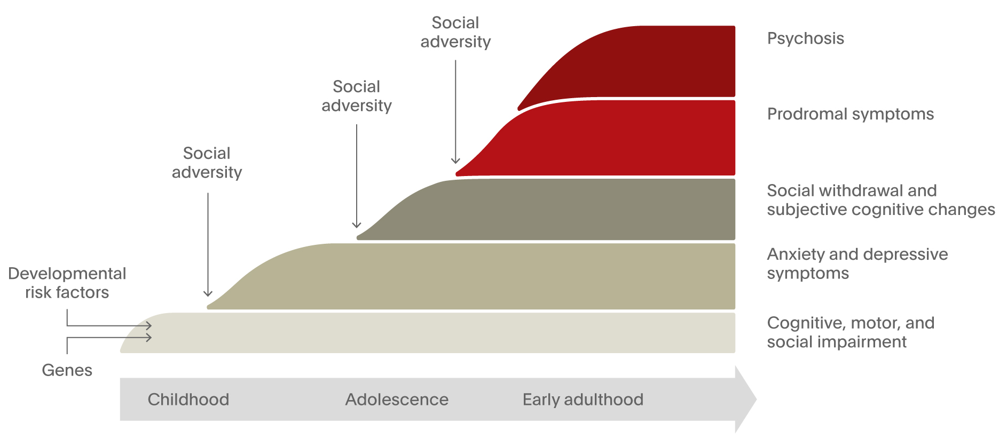 Social
adversity
Social
adversity
Social
adversity
Developmental
risk factors
Genes
Psychosis
Prodromal symptoms
Social withdrawal and
subjective cognitive changes
Anxiety and depressive
symptoms
Cognitive, motor, and
social impairment
Childhood
Adolescence
Early adulthood